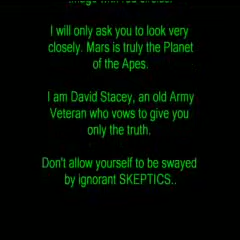 I will only ask you to look very
closely. Mars is truly the Planet
of the Apes.
I am David Stacey, an old Army
Veteran who vows to give you
only the truth.
Don't allow yourself to be swayed
by ignorant SKEPTICS..